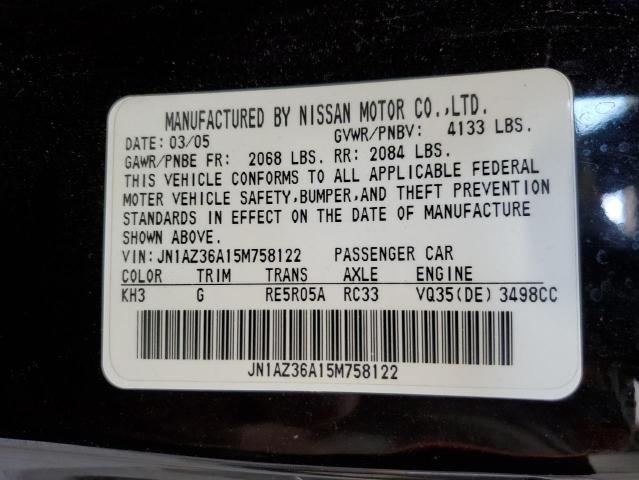 MANUFACTURED BY NISSAN MOTOR CO.,LTD.
DATE: 03/05 GVWR/PNBV: 4133 LBS.
GAWR/PNBE FR: 2068 LBS. RR: 2084 LBS.
THIS VEHICLE CONFORMS TO ALL APPLICABLE FEDERAL
MOTOR VEHICLE SAFETY,BUMPER,AND THEFT PREVENTION
STANDARDS IN EFFECT ON THE DATE OF MANUFACTURE
SHOWN ABOVE.
VIN: JN1AZ36A15M758122 PASSENGER CAR
COLOR TRIM TRANS AXLE ENGINE
KH3 G RE5R05A RC33 VQ35(DE) 3498CC
JN1AZ36A15M758122